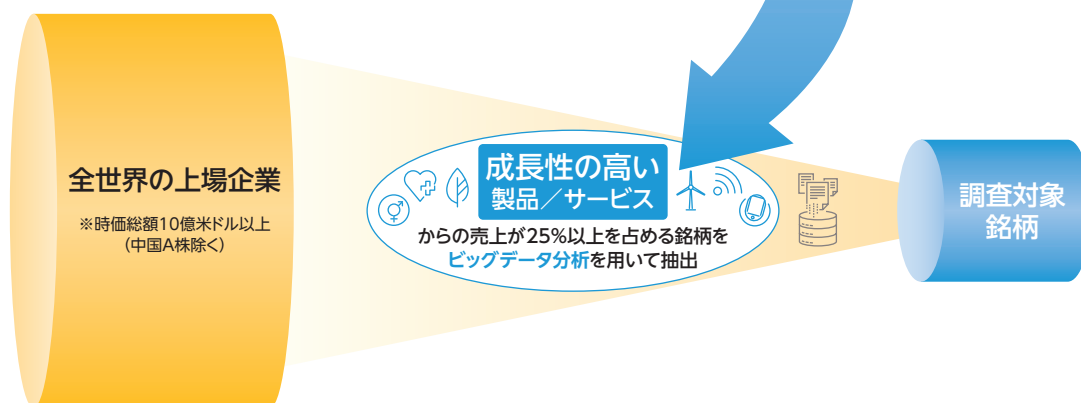 全世界の上場企業
※時価総額10億米ドル以上
(中国A株除く)
成長性の高い
製品／サービス
からの売上が25%以上を占める銘柄を
ビッグデータ分析を用いて抽出
調査対象
銘柄